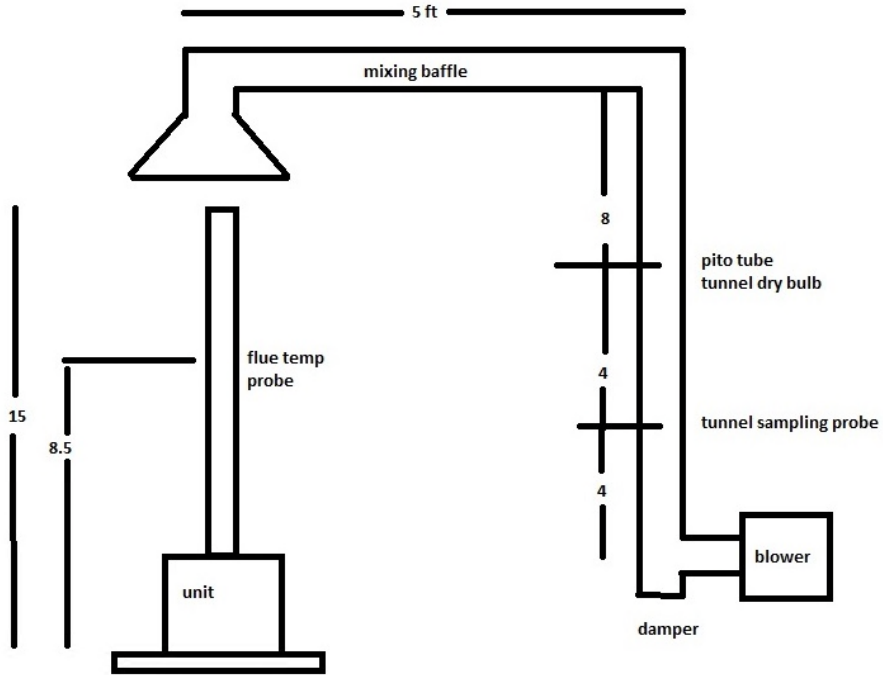 5 ft
mixing baffle
8
pito tube
tunnel dry bulb
flue temp
probe
4
15
tunnel sampling probe
8.5
4
blower
unit
damper